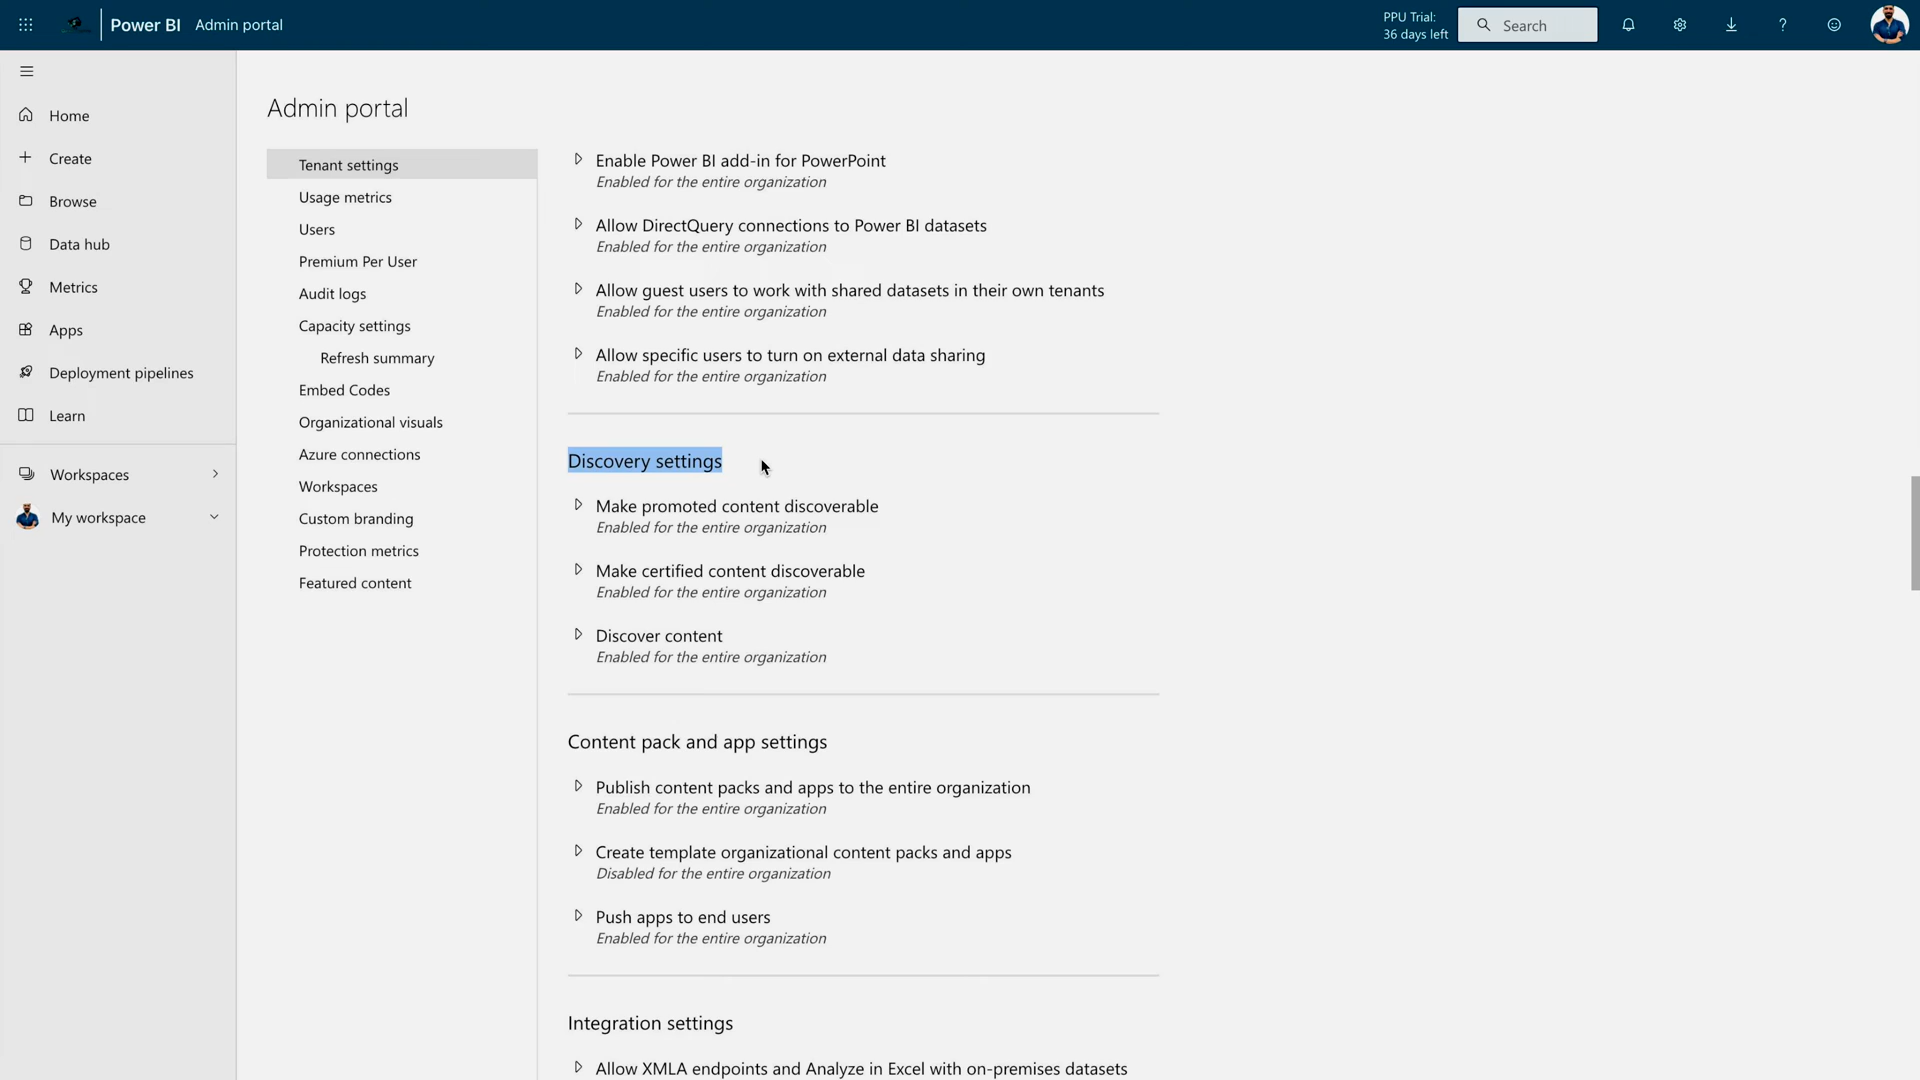 Power BI
Admin portal
PPU Trial:
36 days left
Search
Home
Create
Browse
Data hub
Metrics
Apps
Deployment pipelines
Learn
Workspaces
My workspace
Admin portal
Tenant settings
Usage metrics
Users
Premium Per User
Audit logs
Capacity settings
Refresh summary
Embed Codes
Organizational visuals
Azure connections
Workspaces
Custom branding
Protection metrics
Featured content
Enable Power BI add-in for PowerPoint
Enabled for the entire organization
Allow DirectQuery connections to Power BI datasets
Enabled for the entire organization
Allow guest users to work with shared datasets in their own tenants
Enabled for the entire organization
Allow specific users to turn on external data sharing
Enabled for the entire organization
Discovery settings
Make promoted content discoverable
Enabled for the entire organization
Make certified content discoverable
Enabled for the entire organization
Discover content
Enabled for the entire organization
Content pack and app settings
Publish content packs and apps to the entire organization
Enabled for the entire organization
Create template organizational content packs and apps
Disabled for the entire organization
Push apps to end users
Enabled for the entire organization
Integration settings
Allow XMLA endpoints and Analyze in Excel with on-premises datasets